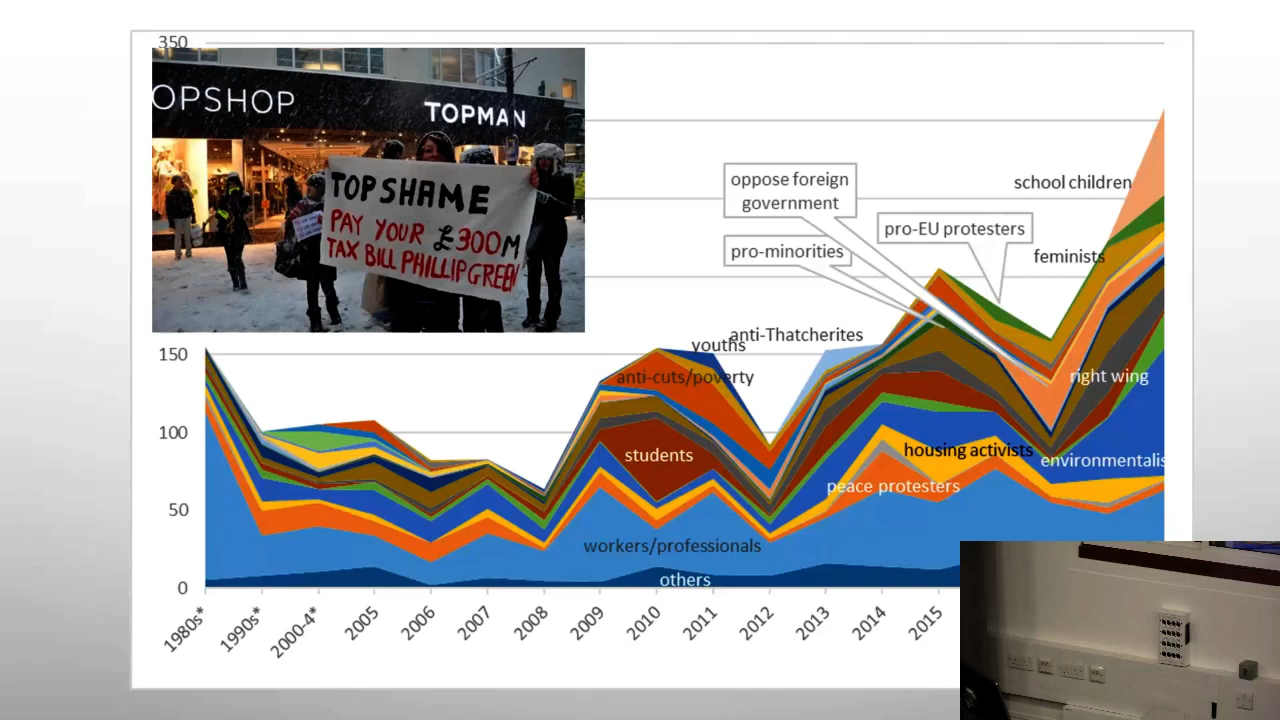 350
OPSHOP
TOPMAN
TOP SHAME
PAY YOUR £300M
TAX BILL PHILLIP GREEN
oppose foreign
government
school children
pro-EU protesters
pro-minorities
feminists
anti-Thatcherites
youths
150
anti-cuts/poverty
right wing
100
students
housing activists
environmentalis
peace protesters
50
workers/professionals
others
0
1980s*
1990s*
2000-4*
2005
2006
2007
2008
2009
2010
2011
2012
2013
2014
2015